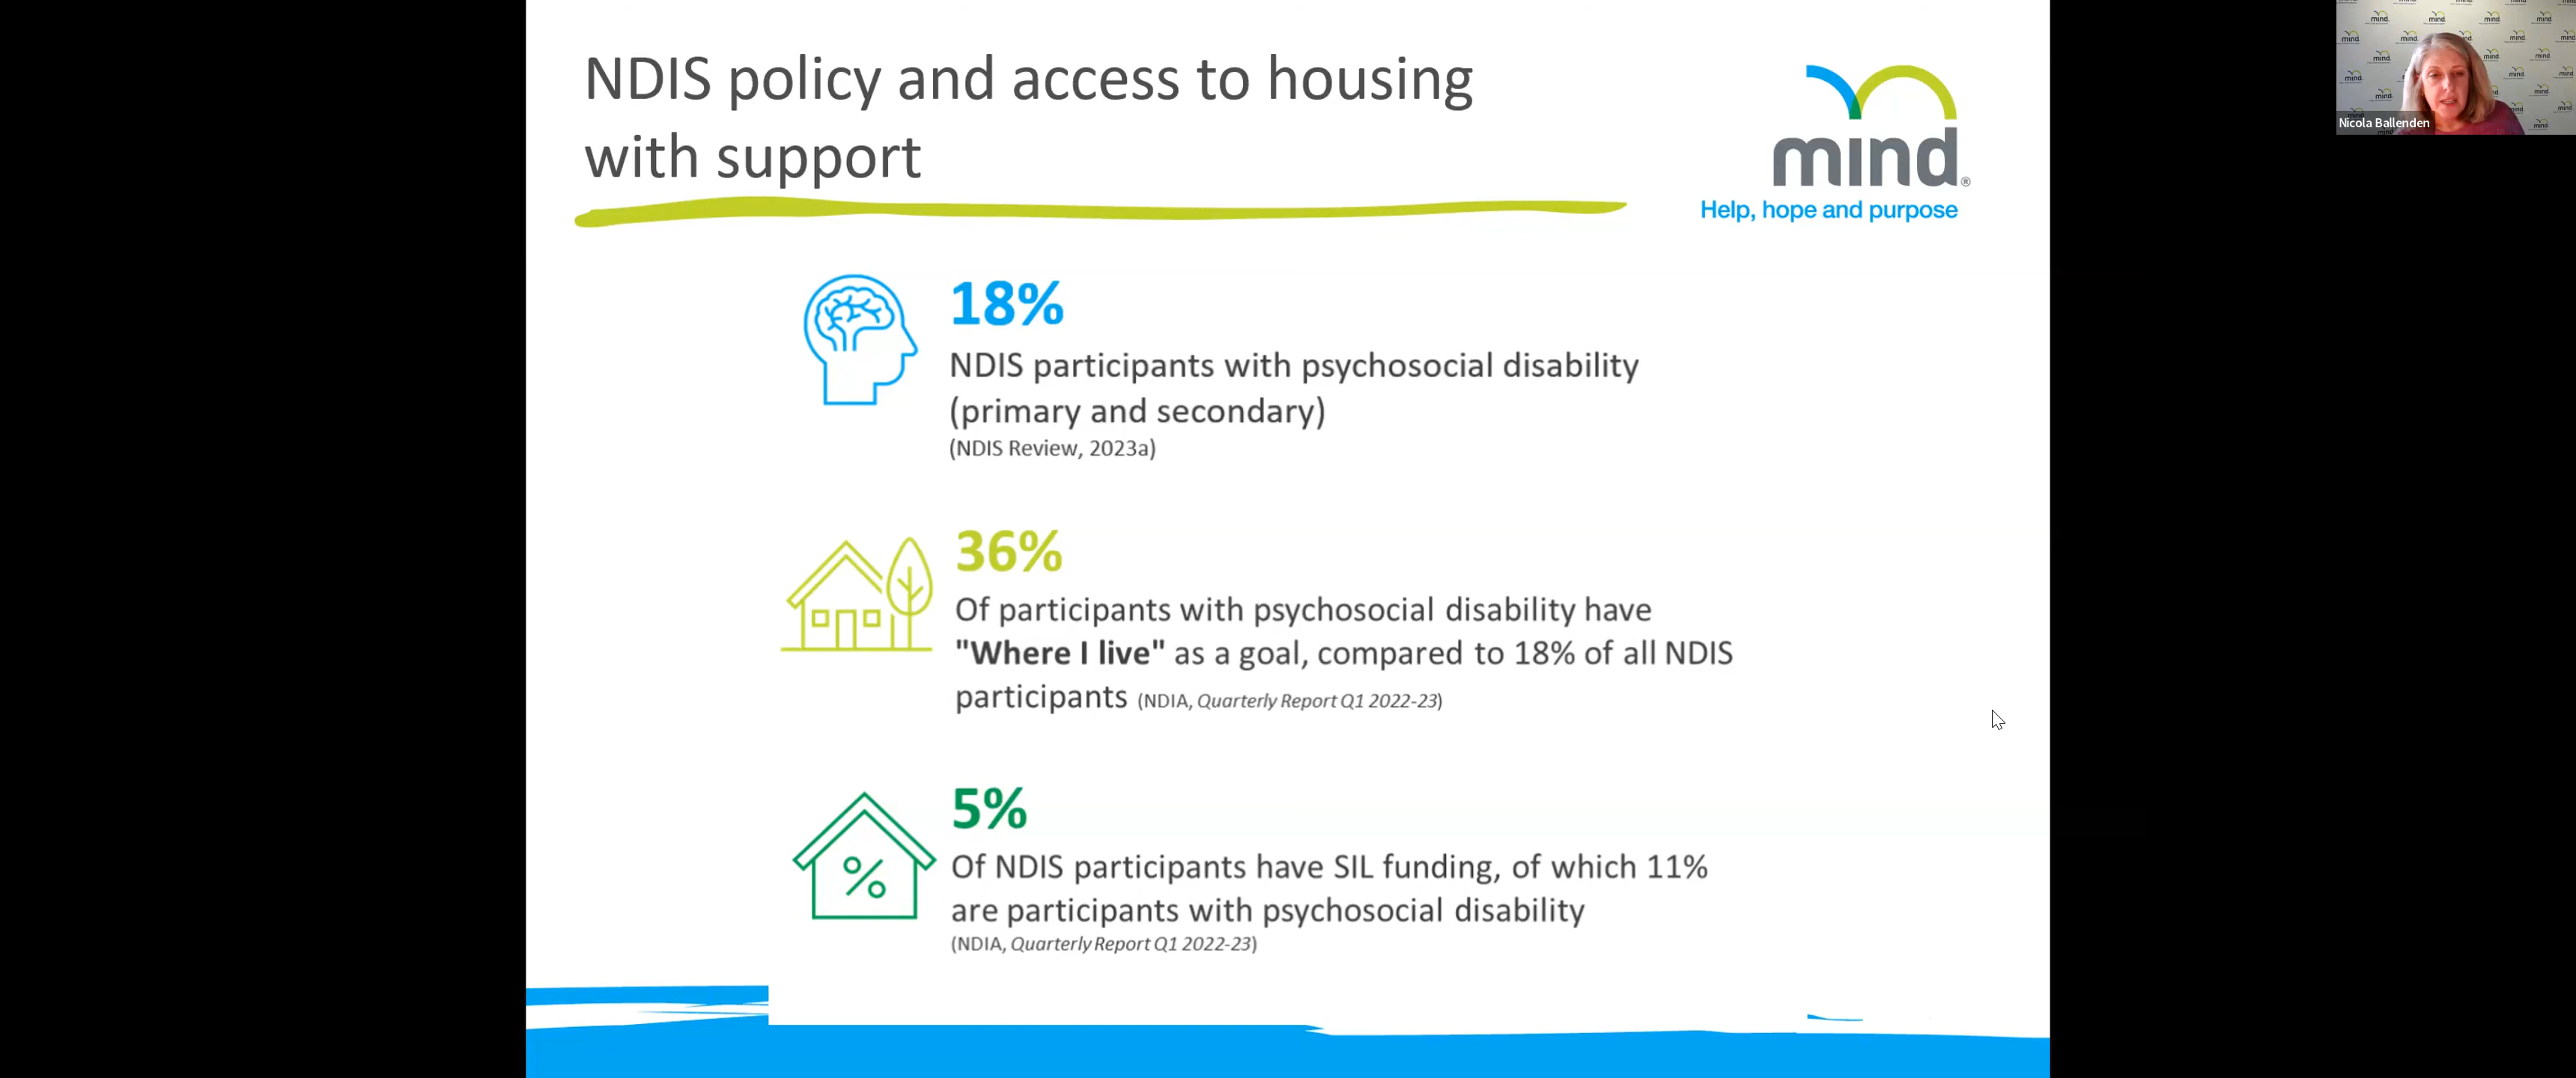 NDIS policy and access to housing
with support
mind®
Help, hope and purpose
18%
NDIS participants with psychosocial disability
(primary and secondary)
(NDIS Review, 2023a)
36%
Of participants with psychosocial disability have
"Where I live" as a goal, compared to 18% of all NDIS
participants (NDIA, Quarterly Report Q1 2022-23)
%
5%
Of NDIS participants have SIL funding, of which 11%
are participants with psychosocial disability
(NDIA, Quarterly Report Q1 2022-23)
Nicola Ballenden